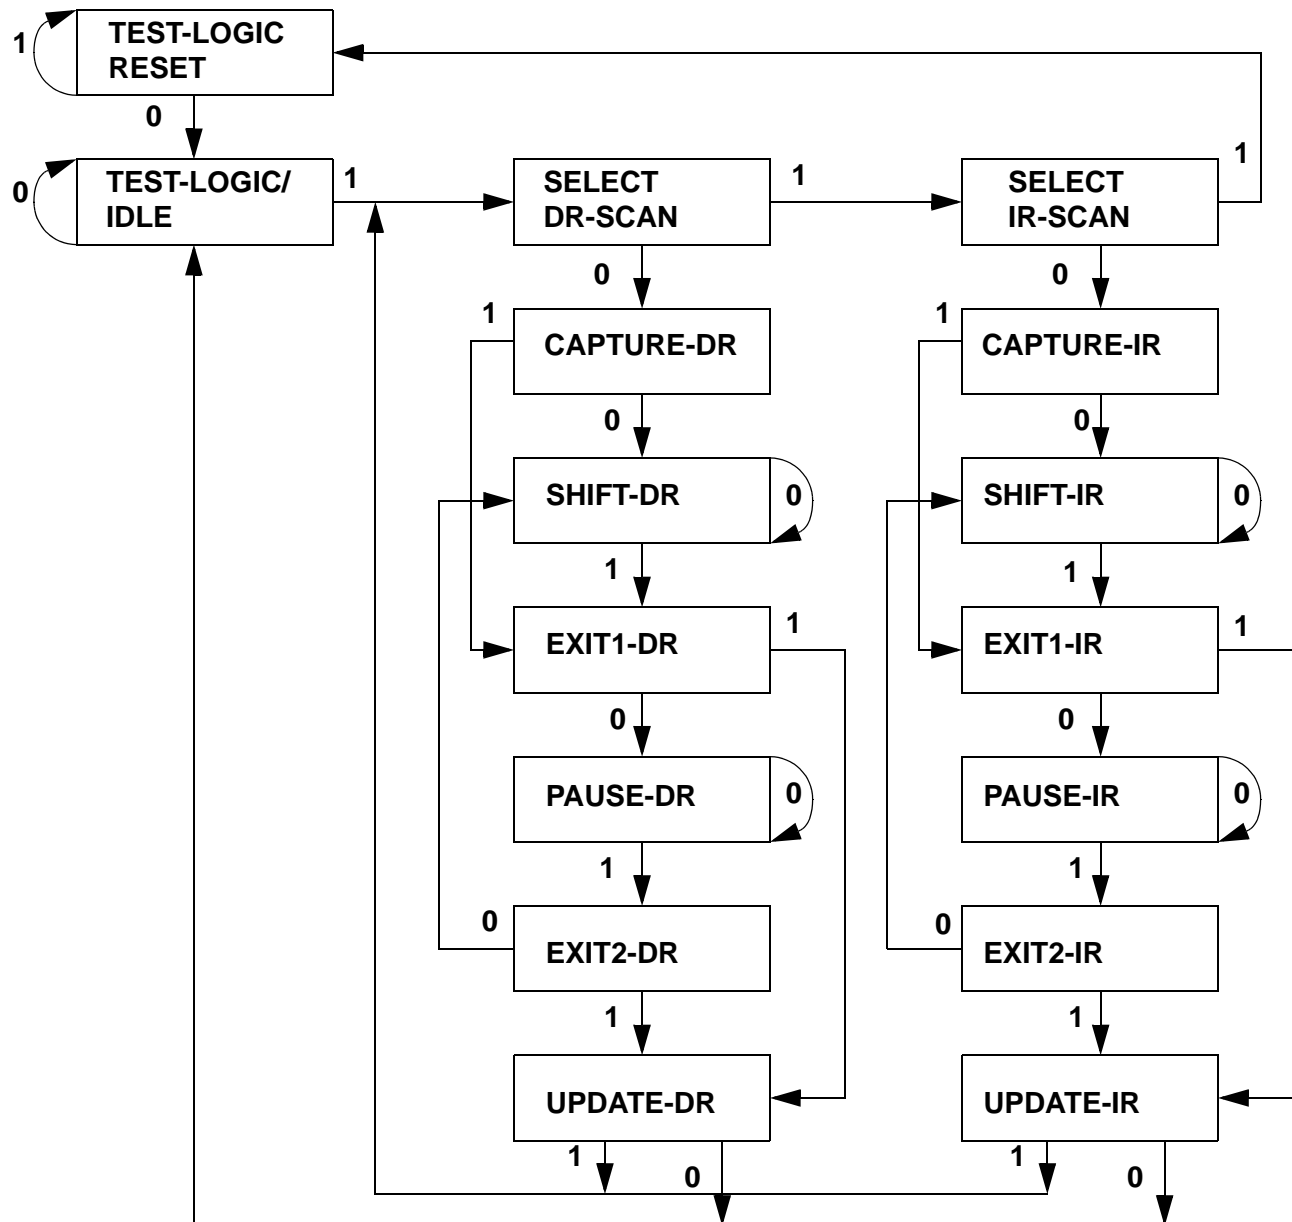 TEST-LOGIC
RESET
1
0
TEST-LOGIC/
IDLE
0
1
SELECT
DR-SCAN
1
SELECT
IR-SCAN
1
0
0
1
CAPTURE-DR
1
CAPTURE-IR
0
0
SHIFT-DR
0
SHIFT-IR
0
1
1
EXIT1-DR
1
EXIT1-IR
1
0
0
PAUSE-DR
0
PAUSE-IR
0
1
1
0
EXIT2-DR
0
EXIT2-IR
1
1
UPDATE-DR
UPDATE-IR
1
0
1
0